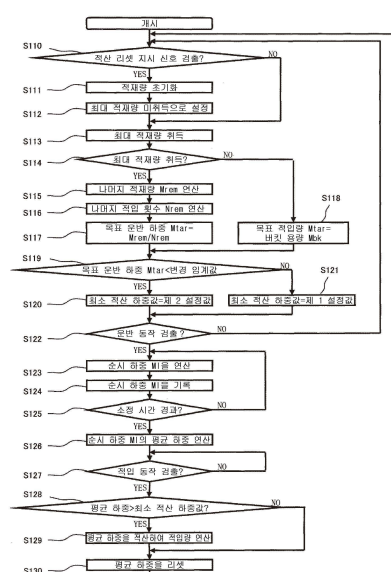 개시
S110
적산 리셋 지시 신호 검출?
NO
YES
S111
적재량 초기화
S112
최대 적재량 미취득으로 설정
S113
최대 적재량 취득
S114
최대 적재량 취득?
NO
YES
S115
나머지 적재량 Mrem 연산
S116
나머지 적입 횟수 Nrem 연산
S117
목표 운반 하중 Mtar=
Mrem/Nrem
S118
목표 적입량 Mtar=
버킷 용량 Mbk
S119
목표 운반 하중 Mtar<변경 임계값
NO
YES
S120
최소 적산 하중값=제 2 설정값
S121
최소 적산 하중값=제 1 설정값
S122
운반 동작 검출?
NO
YES
S123
순시 하중 Ml을 연산
S124
순시 하중 Ml을 기록
S125
소정 시간 경과?
NO
YES
S126
순시 하중 Ml의 평균 하중 연산
S127
적입 동작 검출?
NO
YES
S128
평균 하중>최소 적산 하중값?
NO
YES
S129
평균 하중을 적산하여 적입량 연산
S130
평균 하중을 리셋